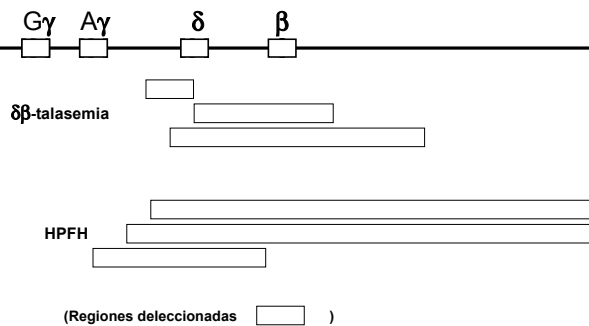 Gγ Aγ δ β
δβ-talasemia
HPFH
(Regiones deleccionadas )